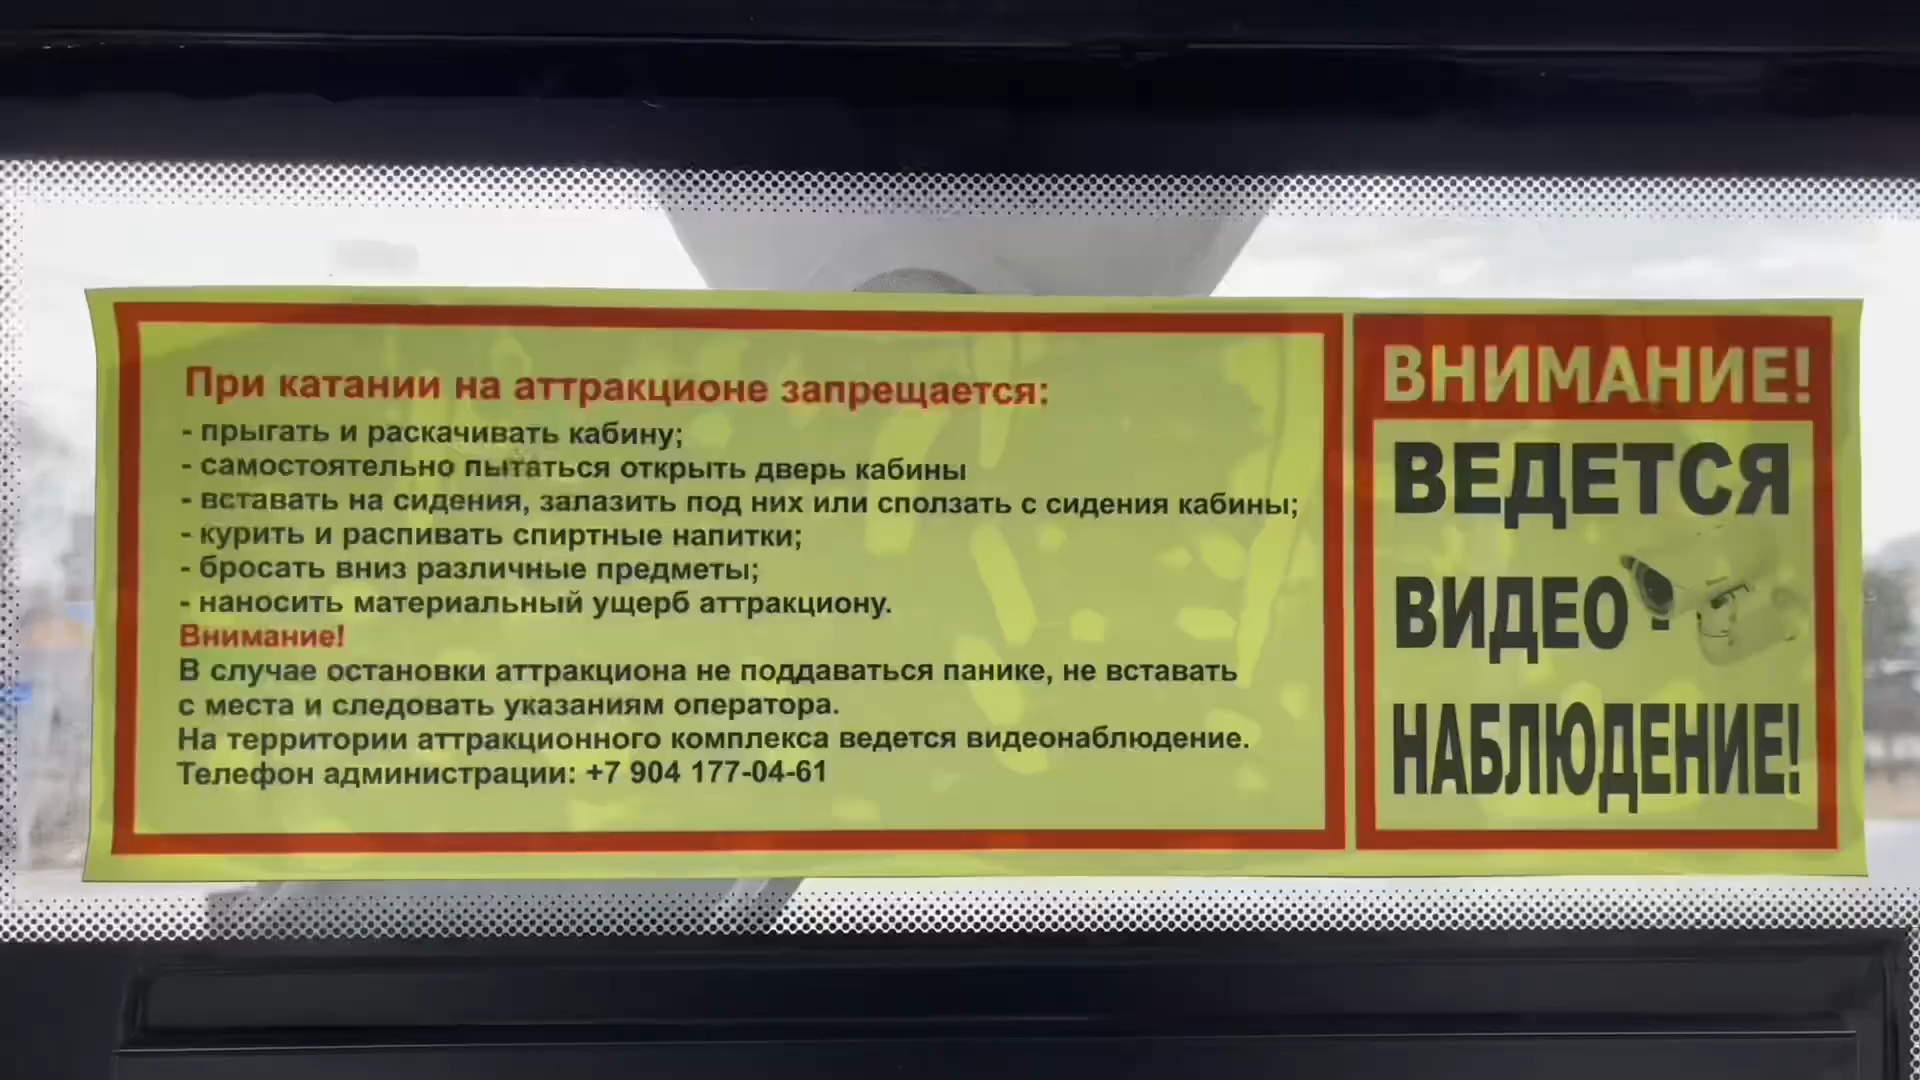 При катании на аттракционе запрещается:
- прыгать и раскачивать кабину;
- самостоятельно пытаться открыть дверь кабины
- вставать на сидения, залазить под них или сползать с сидения кабины;
- курить и распивать спиртные напитки;
- бросать вниз различные предметы;
- наносить материальный ущерб аттракциону.
Внимание!
В случае остановки аттракциона не поддаваться панике, не вставать
с места и следовать указаниям оператора.
На территории аттракционного комплекса ведется видеонаблюдение.
Телефон администрации: +7 904 177-04-61
ВНИМАНИЕ!
ВЕДЕТСЯ
ВИДЕО -
НАБЛЮДЕНИЕ!